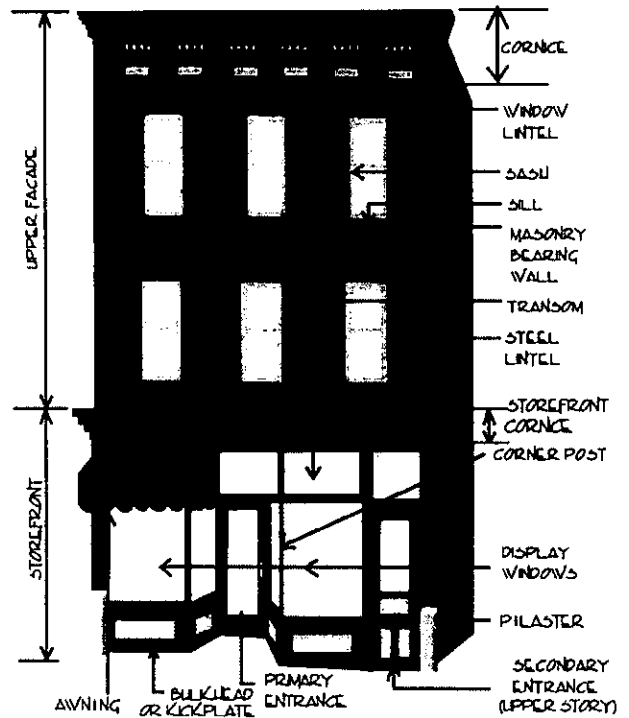 CORNICE
WINDOW
LINTEL
SASH
SILL
MASONRY
BEARING
WALL
TRANSOM
STEEL
LINTEL
STOREFRONT
CORNICE
CORNER POST
DISPLAY
WINDOWS
PILASTER
SECONDARY
ENTRANCE
(UPPER STORY)
PRIMARY
ENTRANCE
BULKHEAD
OR KICKPLATE
AWNING
UPPER FACADE
STOREFRONT